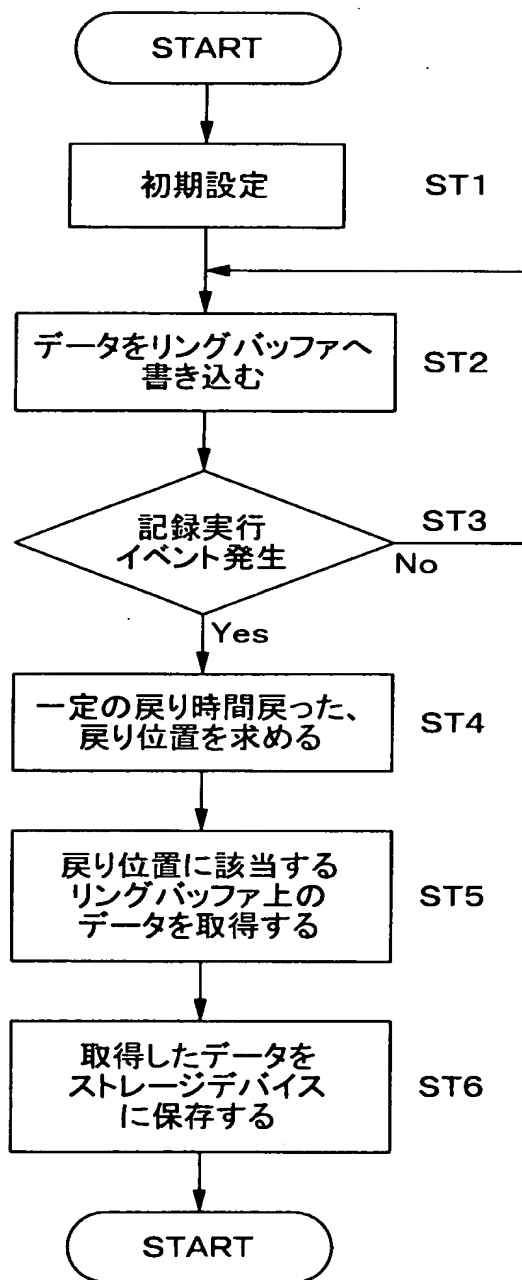 START
初期設定
ST1
データをリングバッファへ
書き込む
ST2
記録実行
イベント発生
ST3
No
Yes
一定の戻り時間戻った、
戻り位置を求める
ST4
戻り位置に該当する
リングバッファ上の
データを取得する
ST5
取得したデータを
ストレージデバイス
に保存する
ST6
START